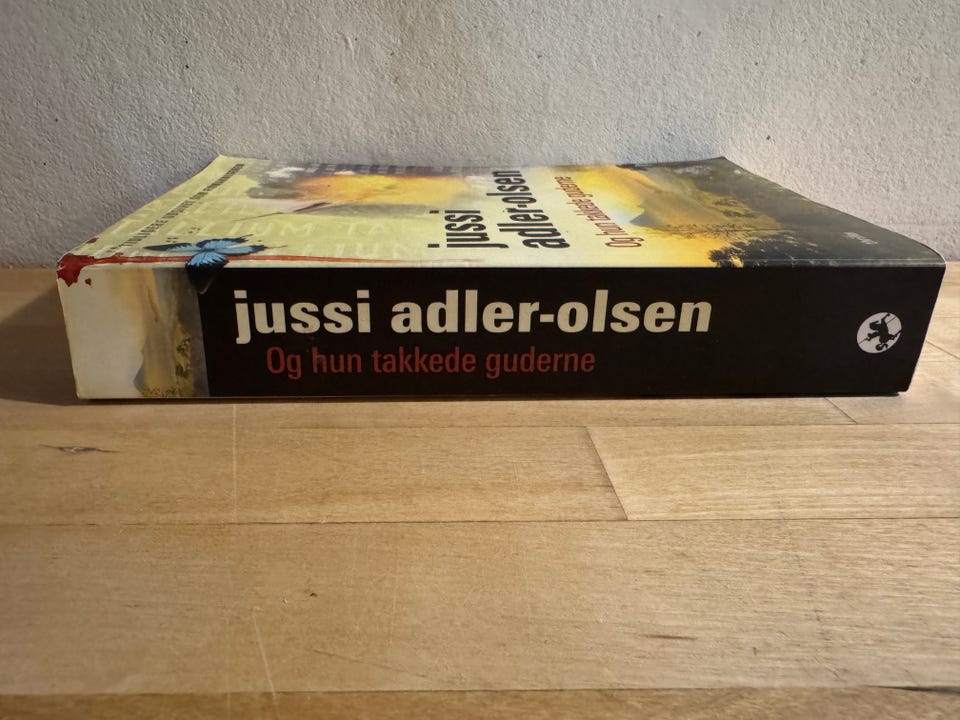 jussi
adler-olsen
Og hun takkede guderne
jussi adler-olsen
Og hun takkede guderne